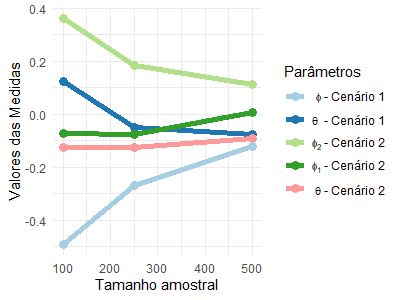 0.4
0.2
0.0
-0.2
-0.4
Valores das Medidas
100 200 300 400 500
Tamanho amostral
Parâmetros
ϕ - Cenário 1
θ - Cenário 1
ϕ₂ - Cenário 2
ϕ₁ - Cenário 2
θ - Cenário 2